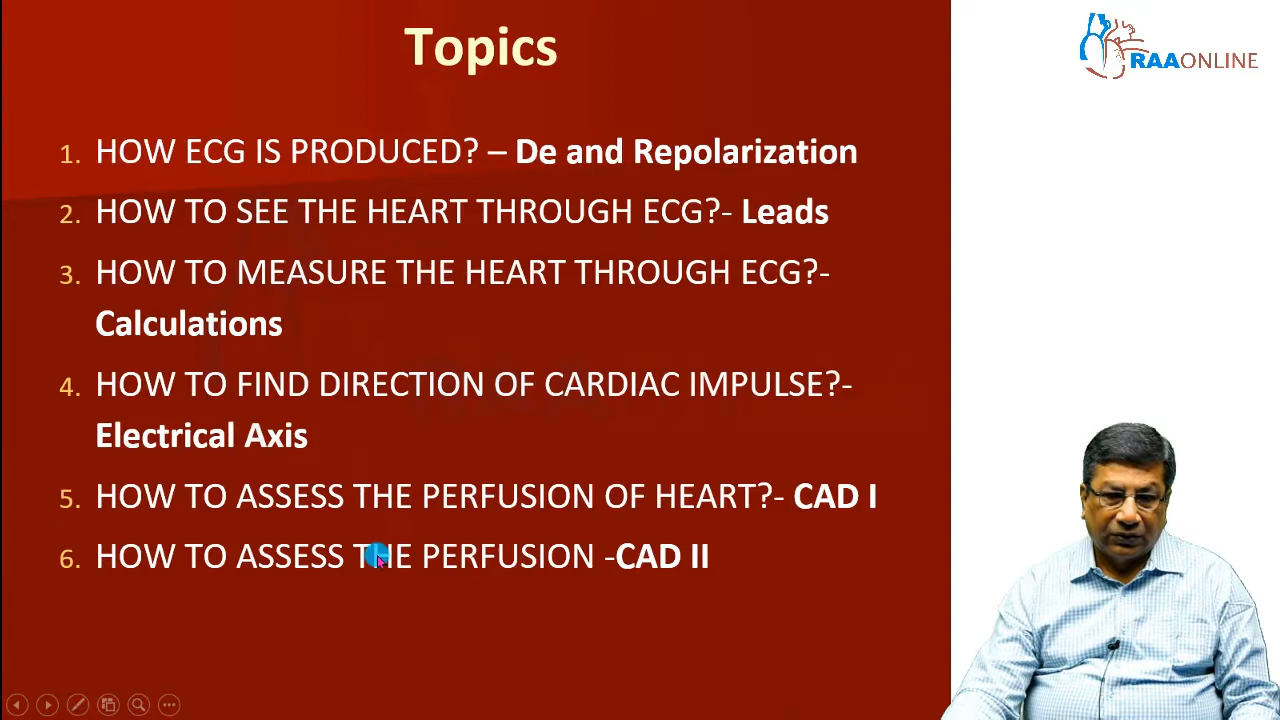 Topics
RAAONLINE
1. HOW ECG IS PRODUCED? – De and Repolarization
2. HOW TO SEE THE HEART THROUGH ECG?- Leads
3. HOW TO MEASURE THE HEART THROUGH ECG?-
Calculations
4. HOW TO FIND DIRECTION OF CARDIAC IMPULSE?-
Electrical Axis
5. HOW TO ASSESS THE PERFUSION OF HEART?- CAD I
6. HOW TO ASSESS THE PERFUSION -CAD II